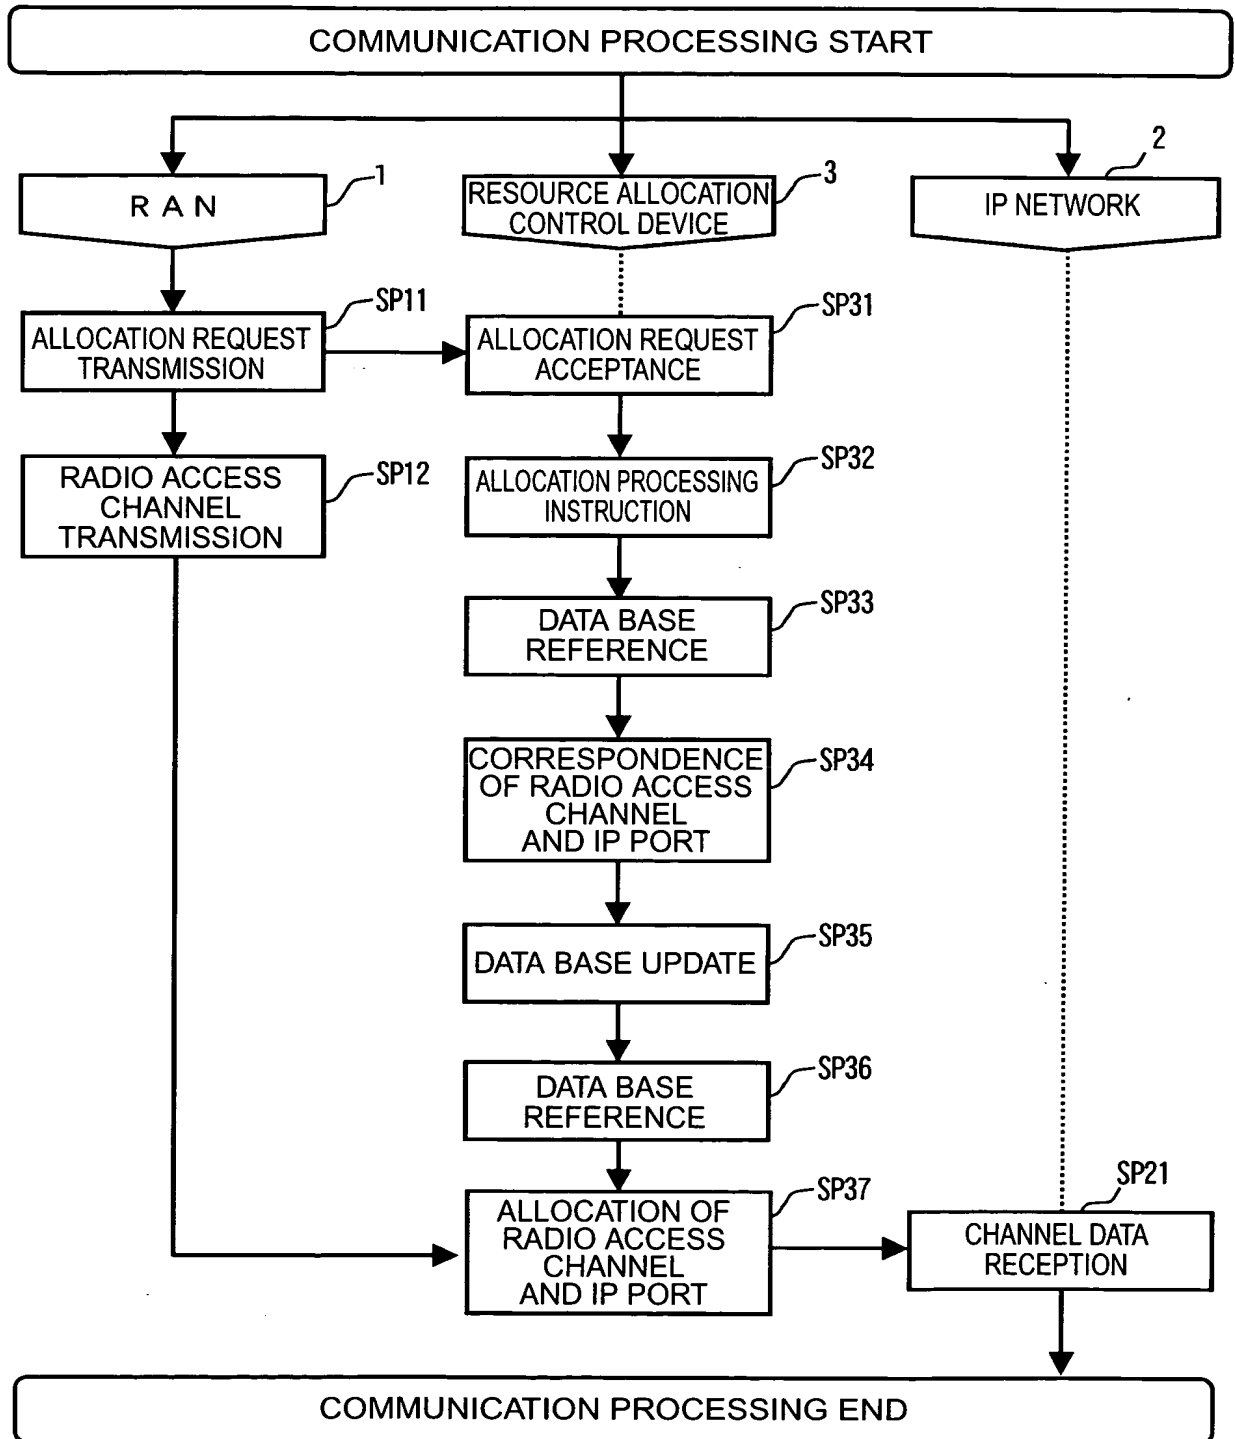 COMMUNICATION PROCESSING START
1
RAN
3
RESOURCE ALLOCATION
CONTROL DEVICE
2
IP NETWORK
SP11
ALLOCATION REQUEST
TRANSMISSION
SP31
ALLOCATION REQUEST
ACCEPTANCE
SP12
RADIO ACCESS
CHANNEL
TRANSMISSION
SP32
ALLOCATION PROCESSING
INSTRUCTION
SP33
DATA BASE
REFERENCE
SP34
CORRESPONDENCE
OF RADIO ACCESS
CHANNEL
AND IP PORT
SP35
DATA BASE UPDATE
SP36
DATA BASE
REFERENCE
SP37
ALLOCATION OF
RADIO ACCESS
CHANNEL
AND IP PORT
SP21
CHANNEL DATA
RECEPTION
COMMUNICATION PROCESSING END